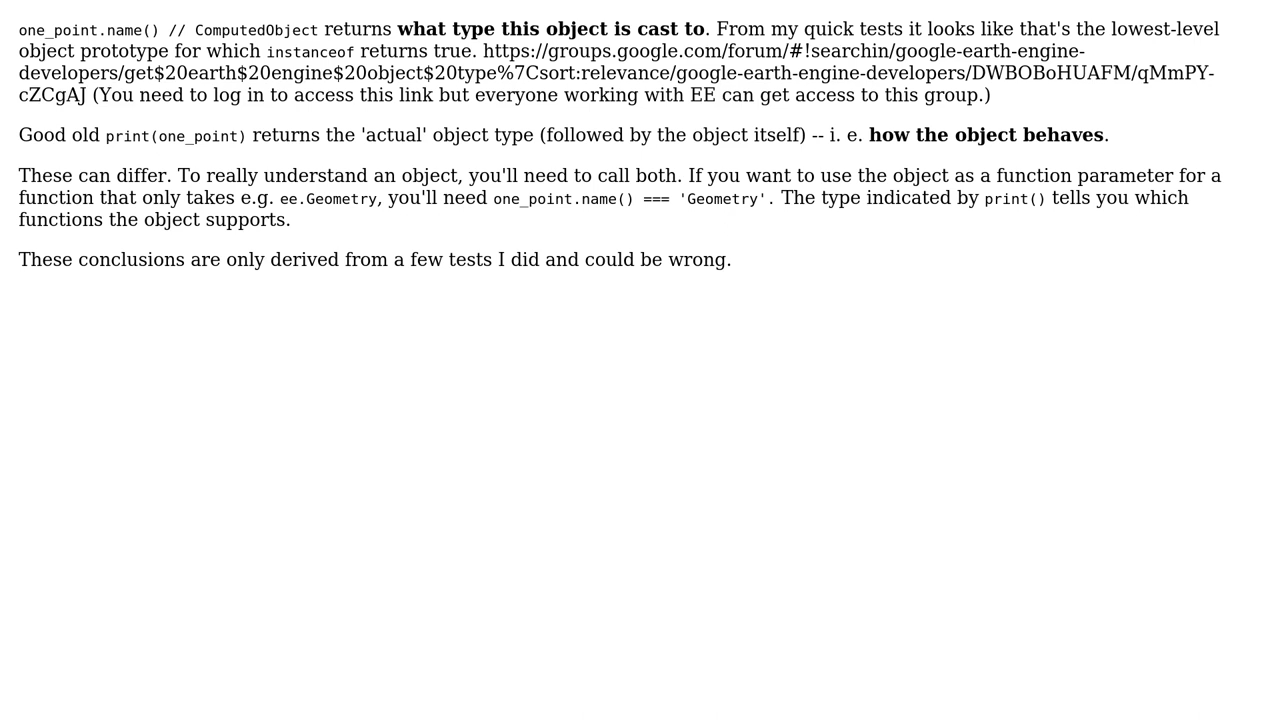 one_point.name() // ComputedObject returns what type this object is cast to. From my quick tests it looks like that's the lowest-level
object prototype for which instanceof returns true. https://groups.google.com/forum/#!searchin/google-earth-engine-
developers/get$20earth$20engine$20object$20type%7Csort:relevance/google-earth-engine-developers/DWBOBoHUAFM/qMmPY-
cZCgAJ (You need to log in to access this link but everyone working with EE can get access to this group.)
Good old print(one_point) returns the 'actual' object type (followed by the object itself) -- i. e. how the object behaves.
These can differ. To really understand an object, you'll need to call both. If you want to use the object as a function parameter for a
function that only takes e.g. ee.Geometry, you'll need one_point.name() === 'Geometry'. The type indicated by print() tells you which
functions the object supports.
These conclusions are only derived from a few tests I did and could be wrong.